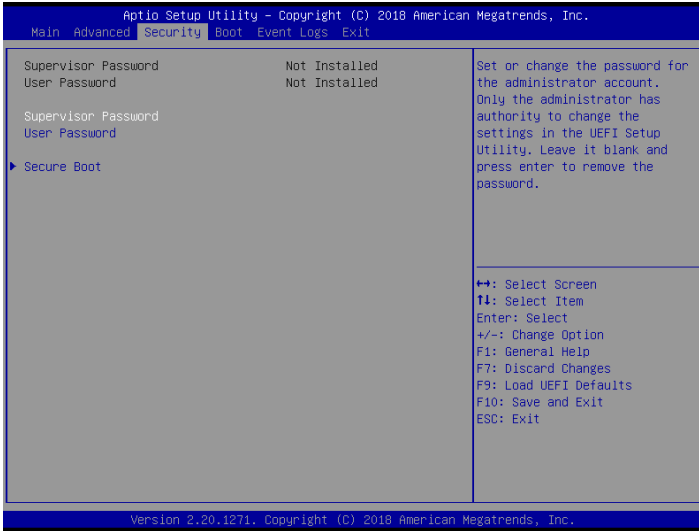 Aptio Setup Utility – Copyright (C) 2018 American Megatrends, Inc.
Main Advanced Security Boot Event Logs Exit
Supervisor Password Not Installed
User Password Not Installed
Supervisor Password
User Password
Secure Boot
Set or change the password for
the administrator account.
Only the administrator has
authority to change the
settings in the UEFI Setup
Utility. Leave it blank and
press enter to remove the
password.
↔: Select Screen
↑↓: Select Item
Enter: Select
+/-: Change Option
F1: General Help
F7: Discard Changes
F9: Load UEFI Defaults
F10: Save and Exit
ESC: Exit
Version 2.20.1271. Copyright (C) 2018 American Megatrends, Inc.